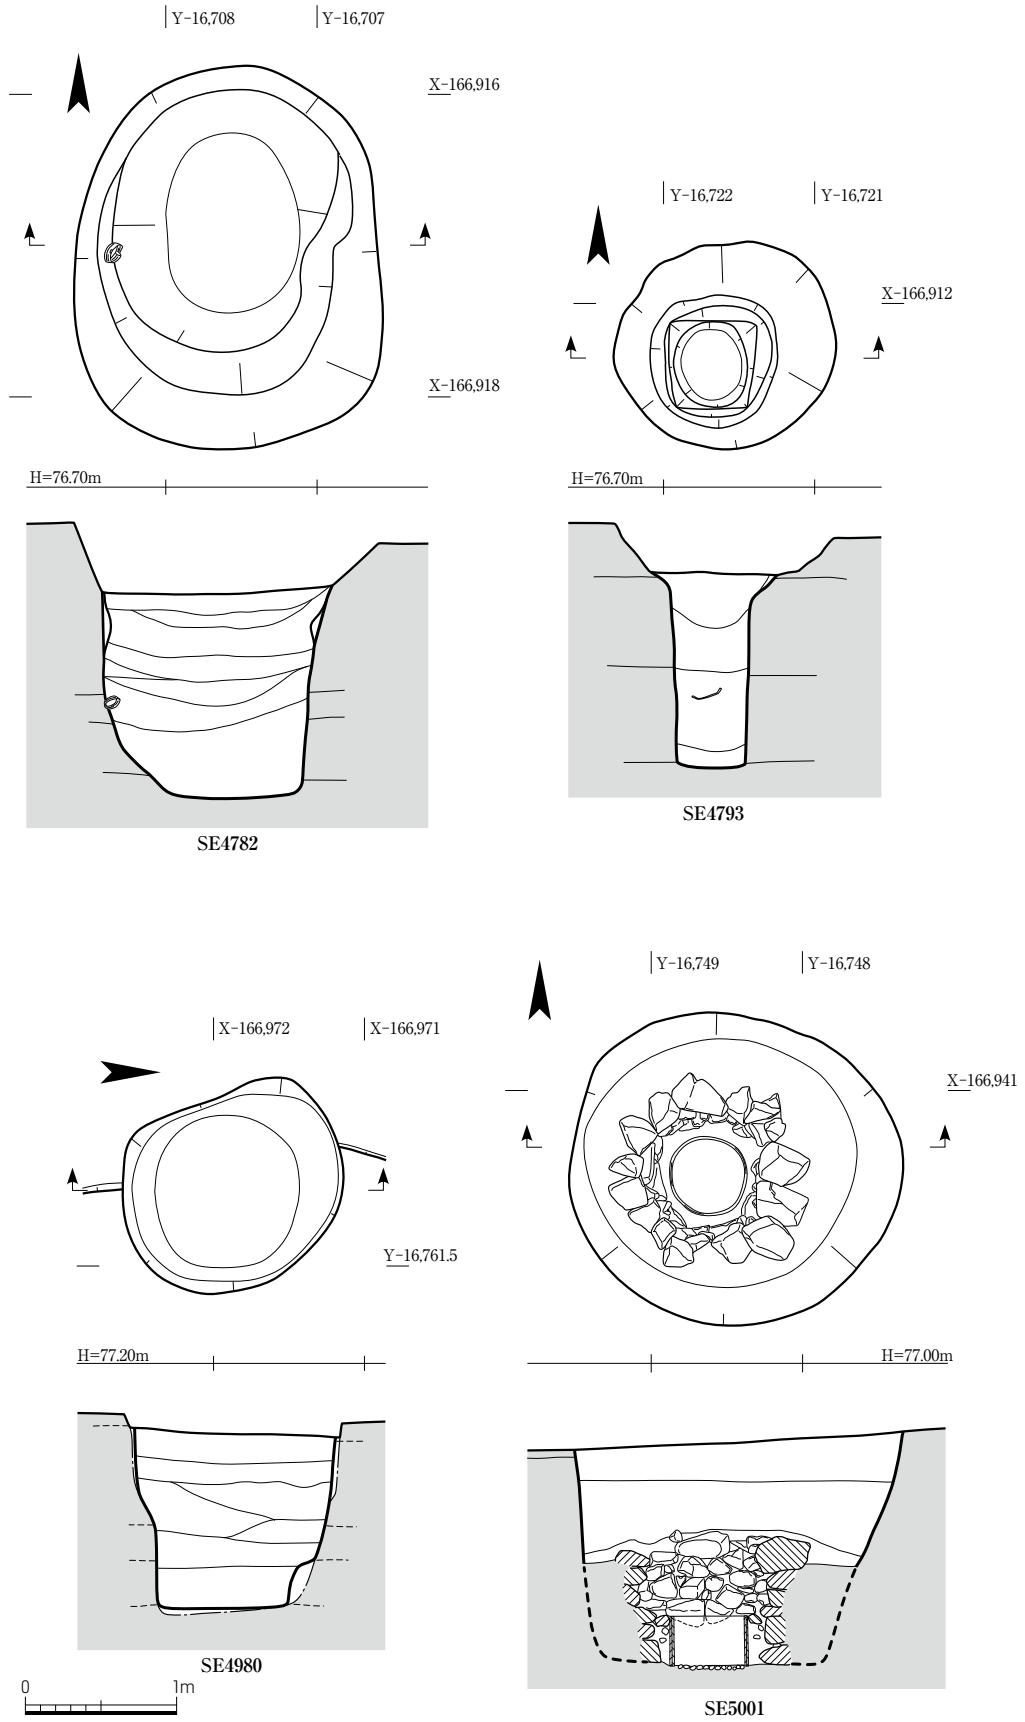 Y-16,708
Y-16,707
X-166,916
X-166,918
H=76.70m
SE4782
Y-16,722
Y-16,721
X-166,912
H=76.70m
SE4793
X-166,972
X-166,971
Y-16,761.5
H=77.20m
SE4980
0
1m
Y-16,749
Y-16,748
X-166,941
H=77.00m
SE5001